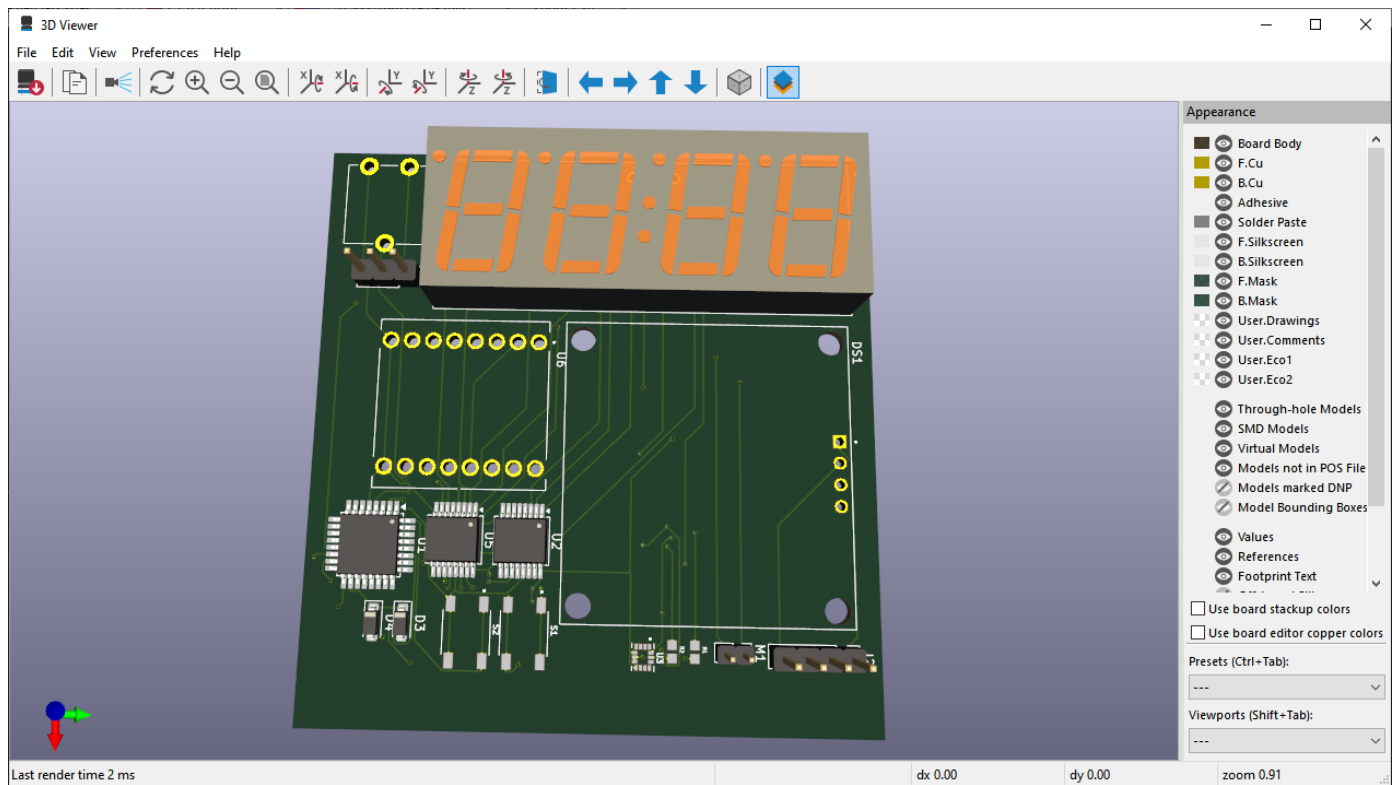 3D Viewer
File Edit View Preferences Help
Appearance
Board Body
F.Cu
B.Cu
Adhesive
Solder Paste
F.Silkscreen
B.Silkscreen
F.Mask
B.Mask
User.Drawings
User.Comments
User.Eco1
User.Eco2
Through-hole Models
SMD Models
Virtual Models
Models not in POS File
Models marked DNP
Model Bounding Boxes
Values
References
Footprint Text
Use board stackup colors
Use board editor copper colors
Presets (Ctrl+Tab):
---
Viewports (Shift+Tab):
---
U6
DS1
U1
U5
U2
D4
D3
S2
S1
U3
R2
R1
M1
Last render time 2 ms
dx 0.00
dy 0.00
zoom 0.91